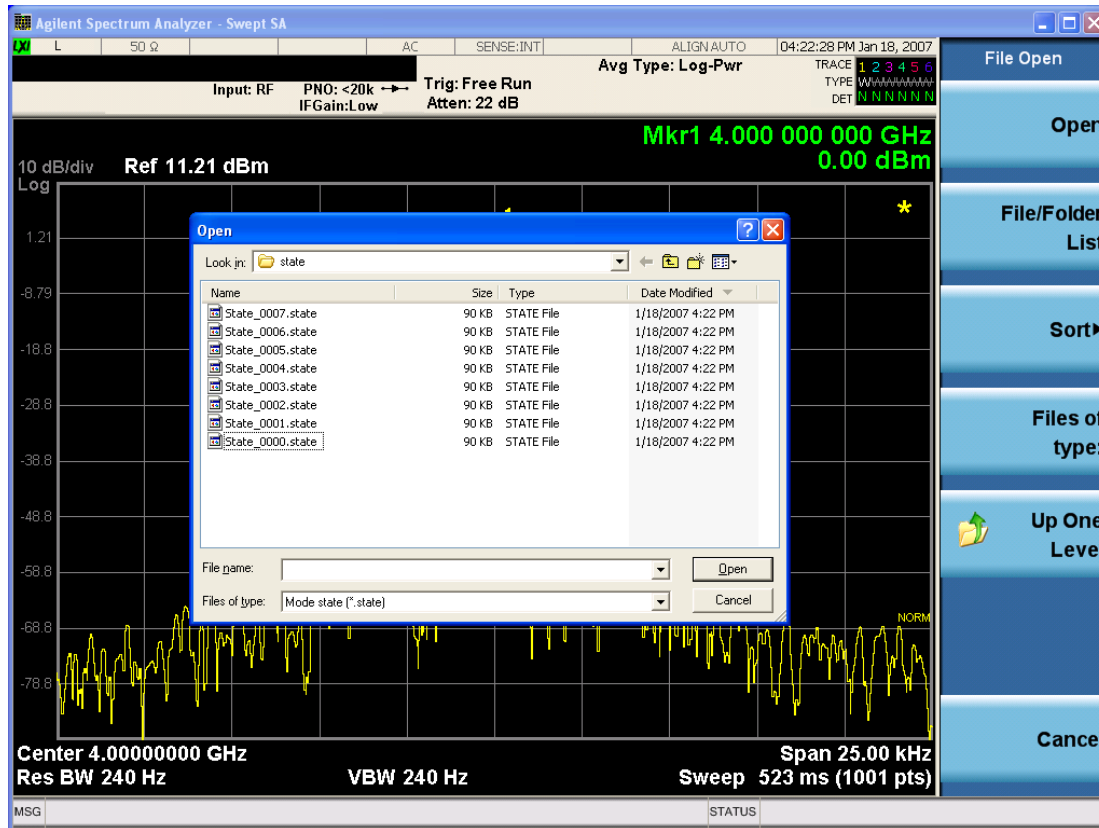 Agilent Spectrum Analyzer - Swept SA
LXI L 50 Ω AC SENSE:INT ALIGN AUTO 04:22:28 PM Jan 18, 2007
Input: RF PNO: <20k Trig: Free Run Avg Type: Log-Pwr TRACE 1 2 3 4 5 6
IFGain:Low Atten: 22 dB TYPE WWWWWW
DET N N N N N N
Mkr1 4.000 000 000 GHz
0.00 dBm
10 dB/div Ref 11.21 dBm
Log
1.21
-8.79
-18.8
-28.8
-38.8
-48.8
-58.8
-68.8
-78.8
NORM
Open
Look in: state
Name Size Type Date Modified
State_0007.state 90 KB STATE File 1/18/2007 4:22 PM
State_0006.state 90 KB STATE File 1/18/2007 4:22 PM
State_0005.state 90 KB STATE File 1/18/2007 4:22 PM
State_0004.state 90 KB STATE File 1/18/2007 4:22 PM
State_0003.state 90 KB STATE File 1/18/2007 4:22 PM
State_0002.state 90 KB STATE File 1/18/2007 4:22 PM
State_0001.state 90 KB STATE File 1/18/2007 4:22 PM
State_0000.state 90 KB STATE File 1/18/2007 4:22 PM
File name: Open
Files of type: Mode state (*.state) Cancel
Center 4.00000000 GHz Span 25.00 kHz
Res BW 240 Hz VBW 240 Hz Sweep 523 ms (1001 pts)
MSG STATUS
File Open
Open
File/Folder
List
Sort
Files of
type:
Up One
Leve
Cance